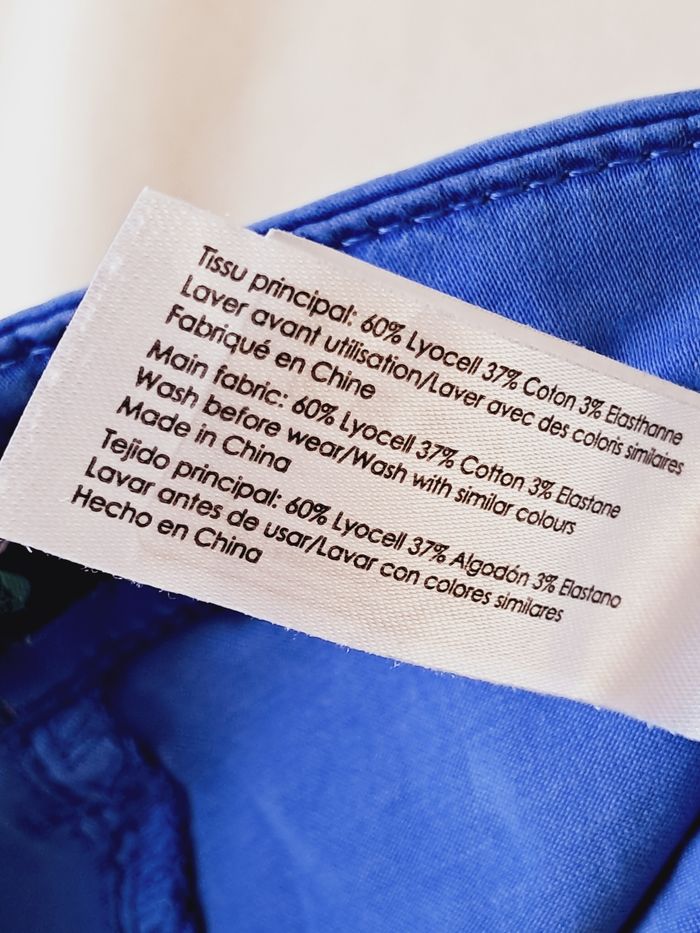 Tissu principal: 60% Lyocell 37% Coton 3% Elasthanne
Laver avant utilisation/Laver avec des coloris similaires
Fabriqué en Chine
Main fabric: 60% Lyocell 37% Cotton 3% Elastane
Wash before wear/Wash with similar colours
Made in China
Tejido principal: 60% Lyocell 37% Algodón 3% Elastano
Lavar antes de usar/Lavar con colores similares
Hecho en China